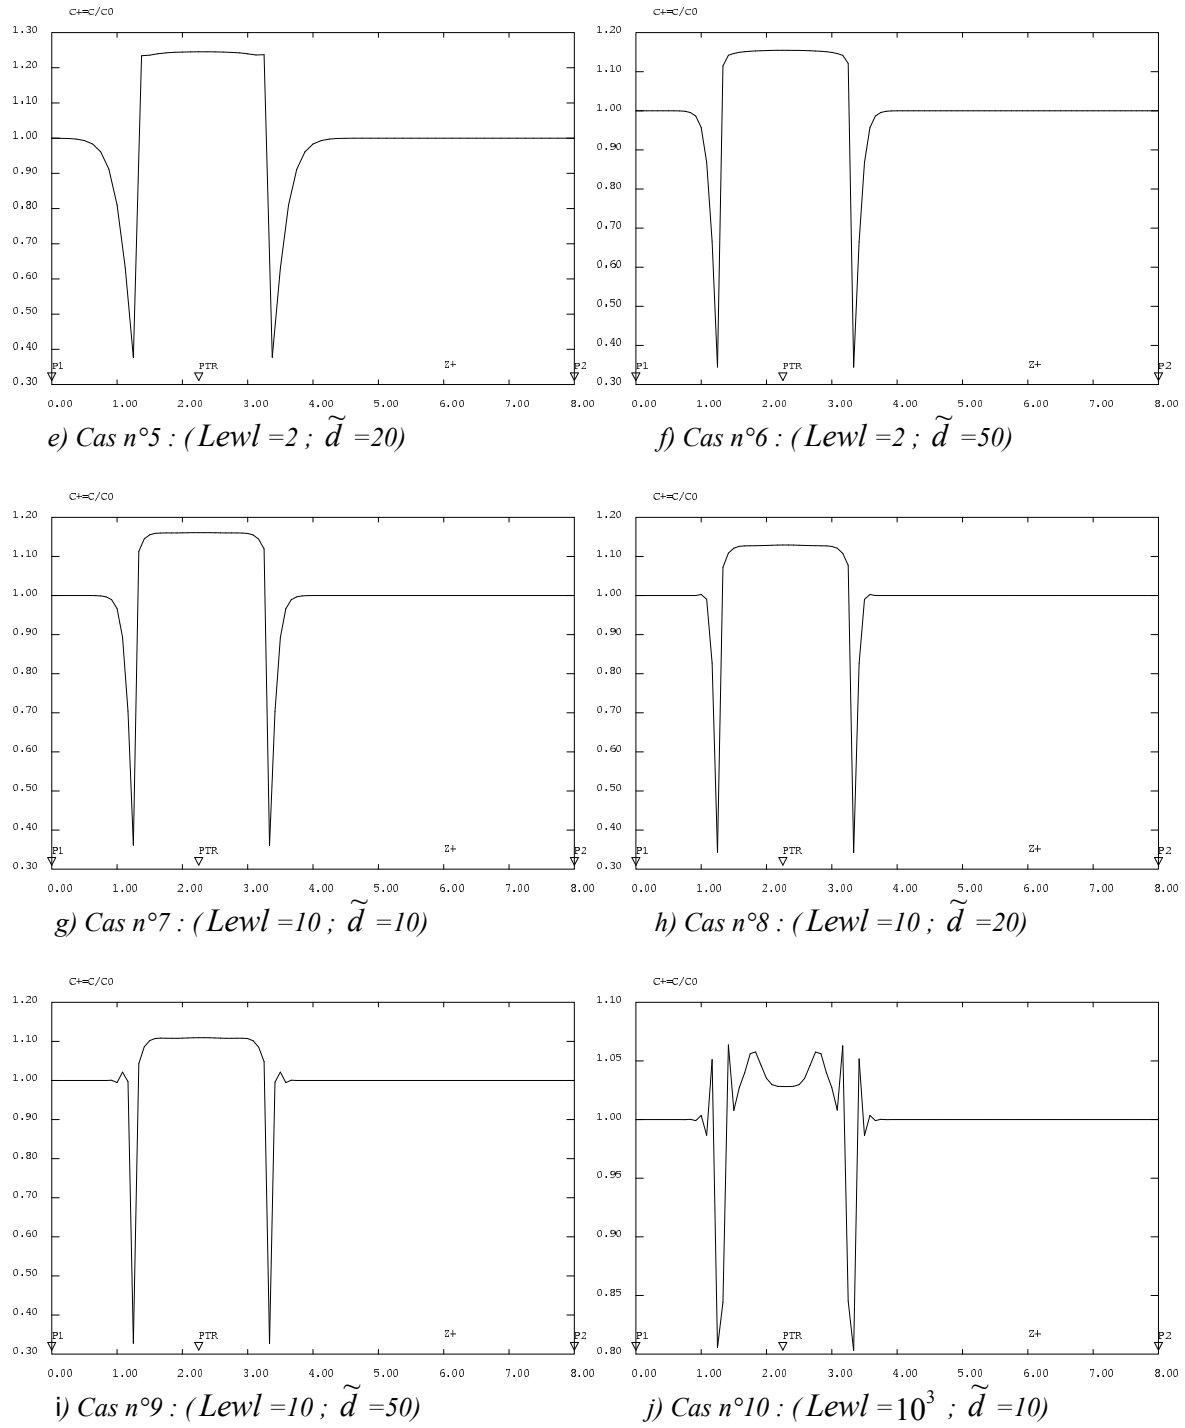 C+=C/C0
1.30
1.20
1.10
1.00
0.90
0.80
0.70
0.60
0.50
0.40
0.30
P1
PTR
Z+
P2
0.00 1.00 2.00 3.00 4.00 5.00 6.00 7.00 8.00
e) Cas n°5 : ( Lewl =2 ; d̃ =20)
C+=C/C0
1.20
1.10
1.00
0.90
0.80
0.70
0.60
0.50
0.40
0.30
P1
PTR
Z+
P2
0.00 1.00 2.00 3.00 4.00 5.00 6.00 7.00 8.00
f) Cas n°6 : ( Lewl =2 ; d̃ =50)
C+=C/C0
1.20
1.10
1.00
0.90
0.80
0.70
0.60
0.50
0.40
0.30
P1
PTR
Z+
P2
0.00 1.00 2.00 3.00 4.00 5.00 6.00 7.00 8.00
g) Cas n°7 : ( Lewl =10 ; d̃ =10)
C+=C/C0
1.20
1.10
1.00
0.90
0.80
0.70
0.60
0.50
0.40
0.30
P1
PTR
Z+
P2
0.00 1.00 2.00 3.00 4.00 5.00 6.00 7.00 8.00
h) Cas n°8 : ( Lewl =10 ; d̃ =20)
C+=C/C0
1.20
1.10
1.00
0.90
0.80
0.70
0.60
0.50
0.40
0.30
P1
PTR
Z+
P2
0.00 1.00 2.00 3.00 4.00 5.00 6.00 7.00 8.00
i) Cas n°9 : ( Lewl =10 ; d̃ =50)
C+=C/C0
1.10
1.05
1.00
0.95
0.90
0.85
0.80
P1
PTR
Z+
P2
0.00 1.00 2.00 3.00 4.00 5.00 6.00 7.00 8.00
j) Cas n°10 : ( Lewl =10³ ; d̃ =10)